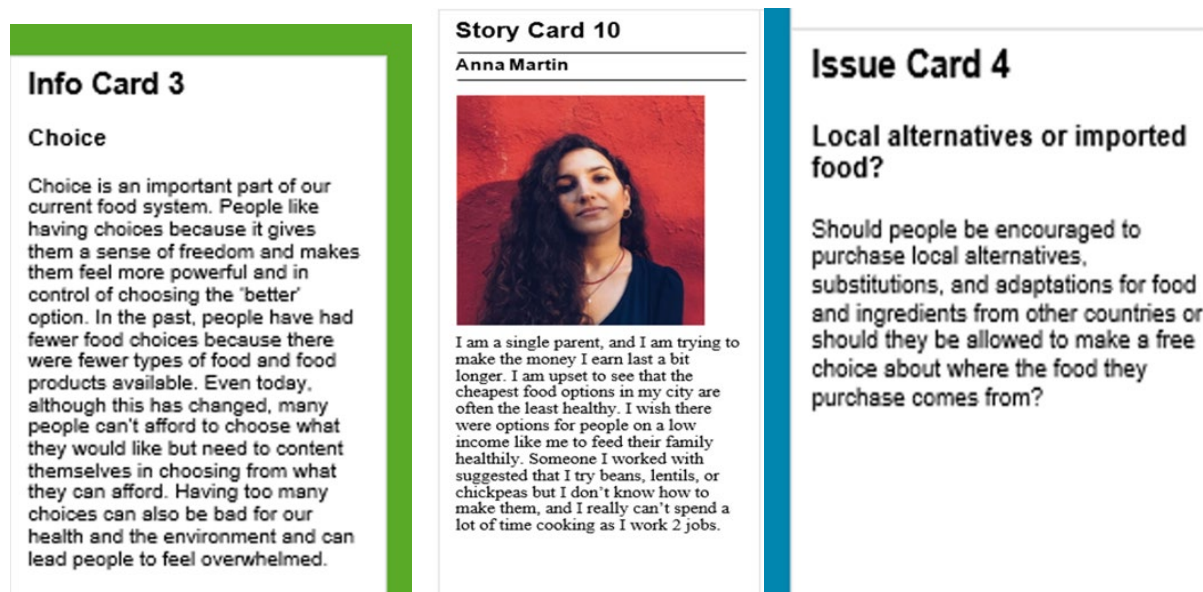 Info Card 3
Choice
Choice is an important part of our
current food system. People like
having choices because it gives
them a sense of freedom and makes
them feel more powerful and in
control of choosing the 'better'
option. In the past, people have had
fewer food choices because there
were fewer types of food and food
products available. Even today,
although this has changed, many
people can't afford to choose what
they would like but need to content
themselves in choosing from what
they can afford. Having too many
choices can also be bad for our
health and the environment and can
lead people to feel overwhelmed.
Story Card 10
Anna Martin
I am a single parent, and I am trying to
make the money I earn last a bit
longer. I am upset to see that the
cheapest food options in my city are
often the least healthy. I wish there
were options for people on a low
income like me to feed their family
healthily. Someone I worked with
suggested that I try beans, lentils, or
chickpeas but I don't know how to
make them, and I really can't spend a
lot of time cooking as I work 2 jobs.
Issue Card 4
Local alternatives or imported
food?
Should people be encouraged to
purchase local alternatives,
substitutions, and adaptations for food
and ingredients from other countries or
should they be allowed to make a free
choice about where the food they
purchase comes from?